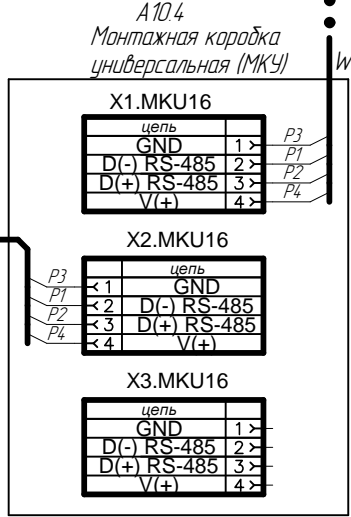 А10.4
Монтажная коробка
универсальная (МКУ)
W
X1.MKU16
цепь
GND 1 P3
D(-) RS-485 2 P1
D(+) RS-485 3 P2
V(+) 4 P4
X2.MKU16
цепь
P3 1 GND
P1 2 D(-) RS-485
P2 3 D(+) RS-485
P4 4 V(+)
X3.MKU16
цепь
GND 1
D(-) RS-485 2
D(+) RS-485 3
V(+) 4